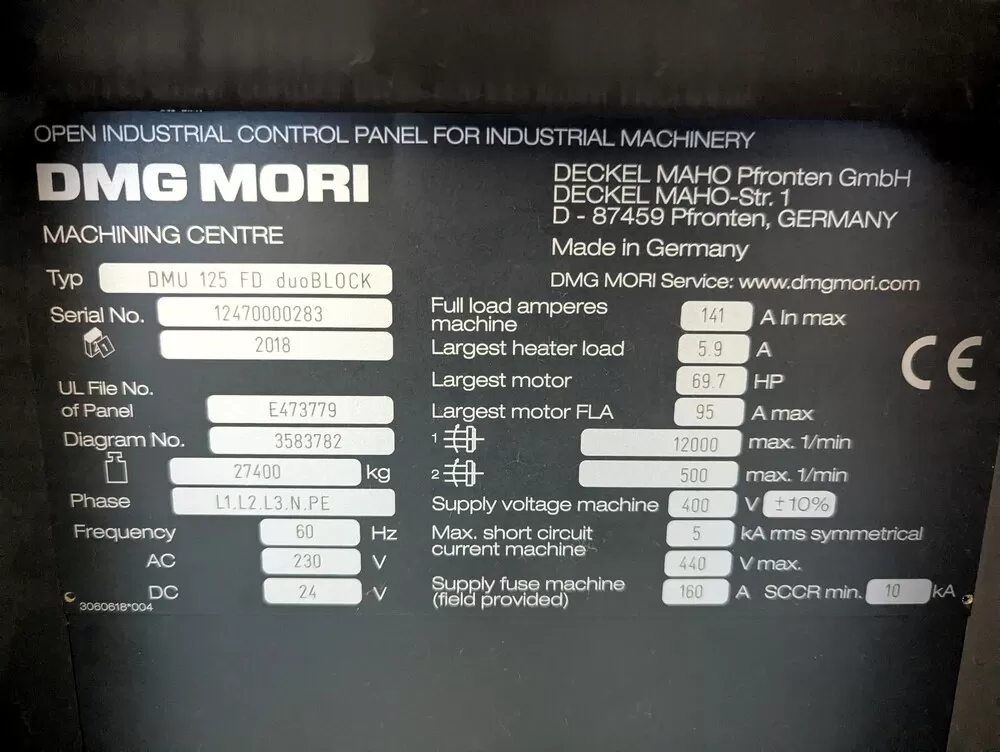 OPEN INDUSTRIAL CONTROL PANEL FOR INDUSTRIAL MACHINERY
DMG MORI
MACHINING CENTRE
DECKEL MAHO Pfronten GmbH
DECKEL MAHO-Str. 1
D - 87459 Pfronten, GERMANY
Made in Germany
DMG MORI Service: www.dmgmori.com
Typ DMU 125 FD duoBLOCK
Serial No. 12470000283
2018
UL File No.
of Panel E473779
Diagram No. 3583782
27400 kg
Phase L1.L2.L3.N.PE
Frequency 60 Hz
AC 230 V
DC 24 V
3060618*004
Full load amperes
machine 141 A In max
Largest heater load 5.9 A
Largest motor 69.7 HP
Largest motor FLA 95 A max
1 12000 max. 1/min
2 500 max. 1/min
Supply voltage machine 400 V ±10%
Max. short circuit
current machine 5 kA rms symmetrical
440 V max.
Supply fuse machine
(field provided) 160 A SCCR min. 10 kA
CE